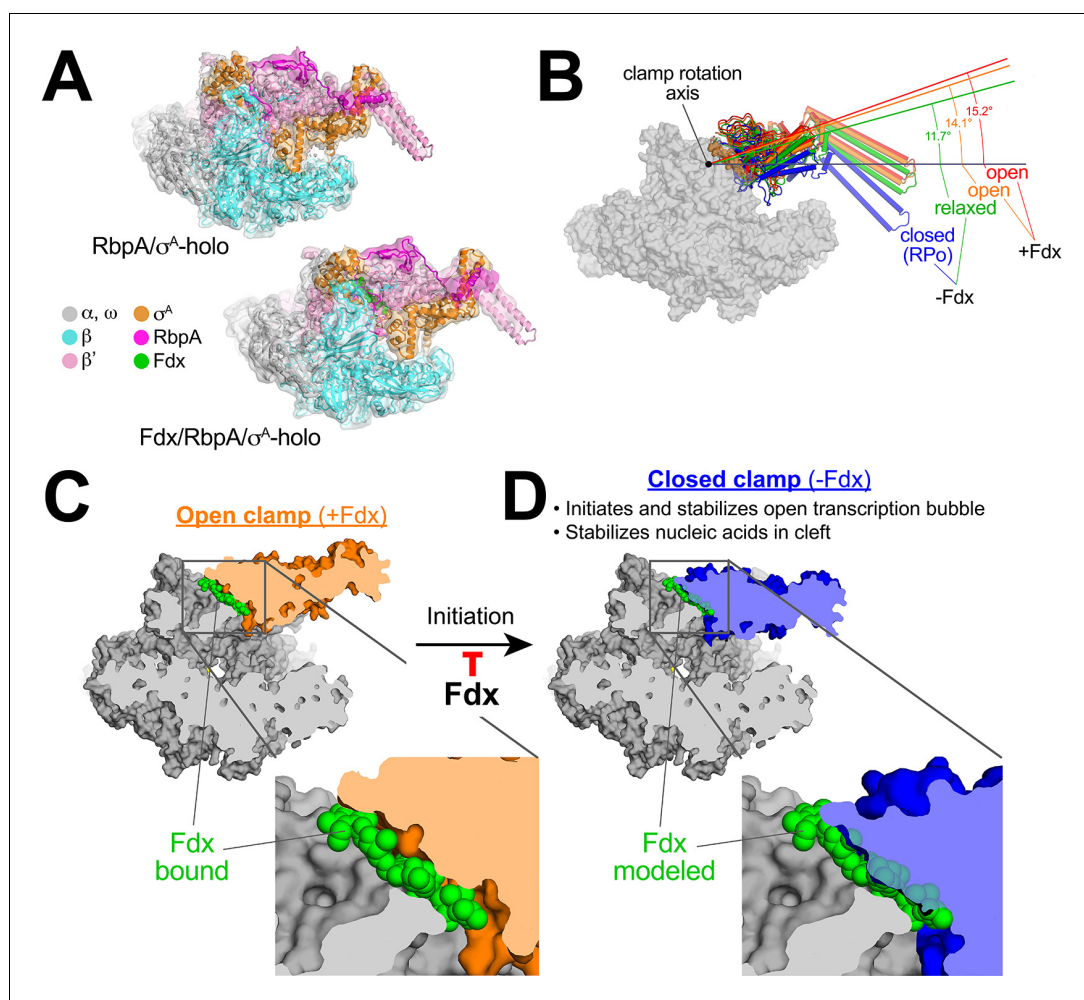 A
RbpA/σᴬ-holo
α, ω
σᴬ
β
RbpA
β'
Fdx
Fdx/RbpA/σᴬ-holo
B
clamp rotation
axis
15.2°
14.1°
11.7°
open
open
relaxed
closed
(RPo)
+Fdx
-Fdx
C
Open clamp (+Fdx)
Initiation
Fdx
Fdx
bound
D
Closed clamp (-Fdx)
• Initiates and stabilizes open transcription bubble
• Stabilizes nucleic acids in cleft
Fdx
modeled